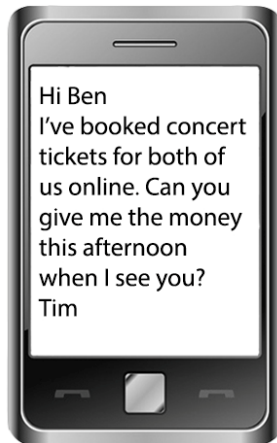 Hi Ben
I've booked concert
tickets for both of
us online. Can you
give me the money
this afternoon
when I see you?
Tim